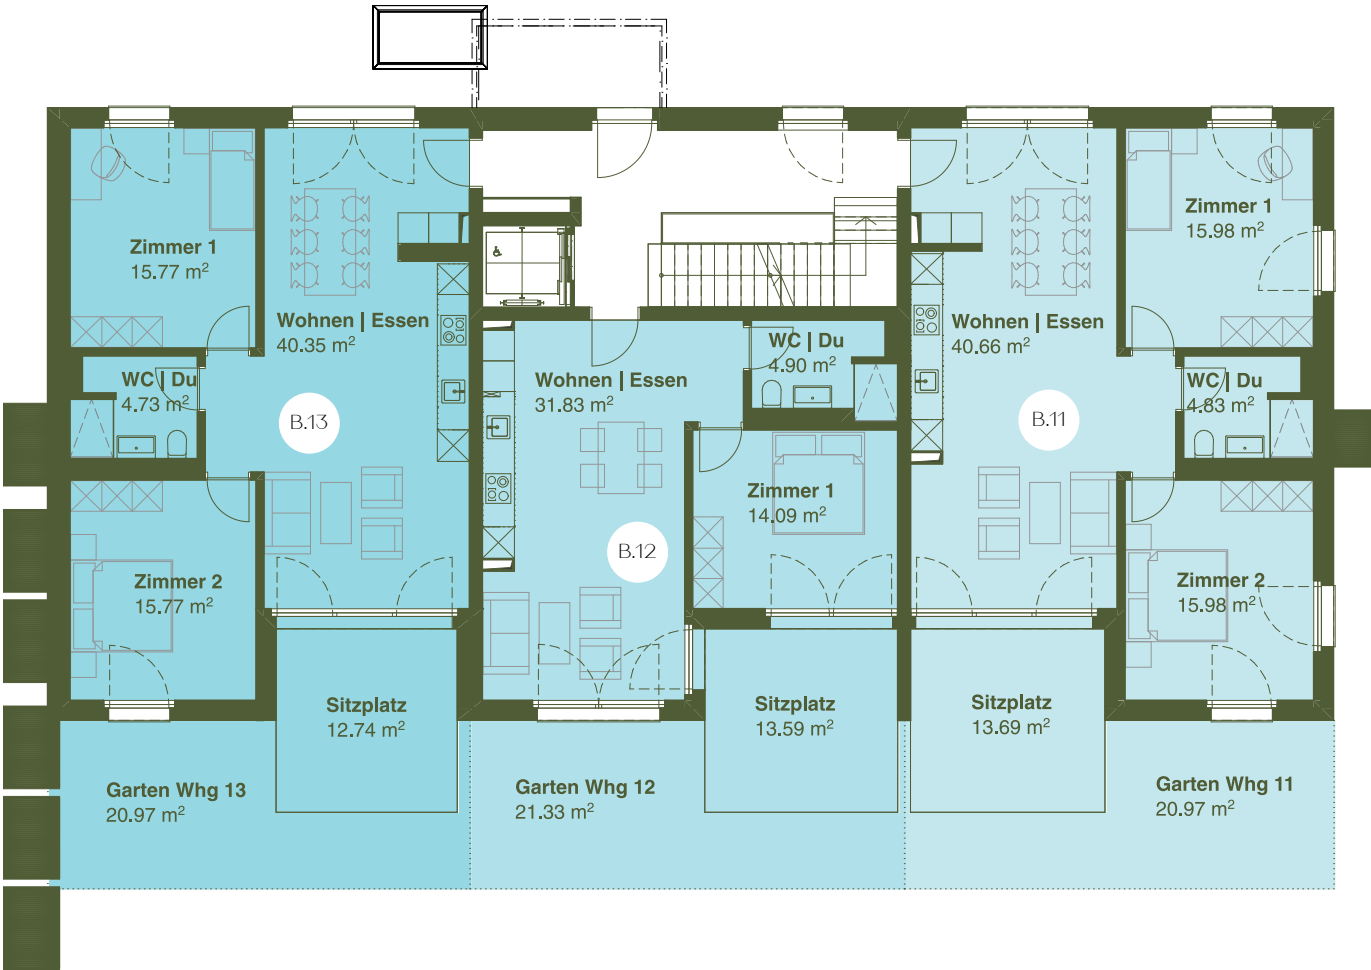 Zimmer 1
15.77 m²
Wohnen | Essen
40.35 m²
WC | Du
4.73 m²
B.13
Zimmer 2
15.77 m²
Sitzplatz
12.74 m²
Garten Whg 13
20.97 m²
Wohnen | Essen
31.83 m²
WC | Du
4.90 m²
Zimmer 1
14.09 m²
B.12
Sitzplatz
13.59 m²
Garten Whg 12
21.33 m²
Zimmer 1
15.98 m²
Wohnen | Essen
40.66 m²
WC | Du
4.83 m²
B.11
Zimmer 2
15.98 m²
Sitzplatz
13.69 m²
Garten Whg 11
20.97 m²